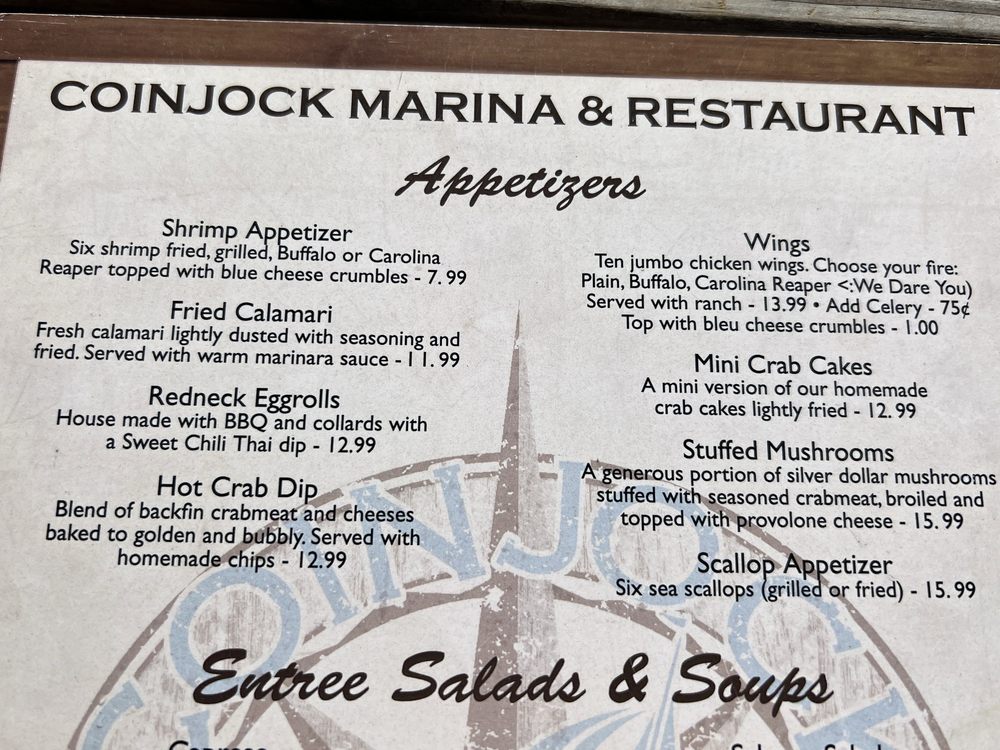 COINJOCK MARINA & RESTAURANT
Appetizers
Shrimp Appetizer
Six shrimp fried, grilled, Buffalo or Carolina
Reaper topped with blue cheese crumbles - 7.99
Fried Calamari
Fresh calamari lightly dusted with seasoning and
fried. Served with warm marinara sauce - 11.99
Redneck Eggrolls
House made with BBQ and collards with
a Sweet Chili Thai dip - 12.99
Hot Crab Dip
Blend of backfin crabmeat and cheeses
baked to golden and bubbly. Served with
homemade chips - 12.99
Wings
Ten jumbo chicken wings. Choose your fire:
Plain, Buffalo, Carolina Reaper <:We Dare You)
Served with ranch - 13.99 • Add Celery - 75¢
Top with bleu cheese crumbles - 1.00
Mini Crab Cakes
A mini version of our homemade
crab cakes lightly fried - 12.99
Stuffed Mushrooms
A generous portion of silver dollar mushrooms
stuffed with seasoned crabmeat, broiled and
topped with provolone cheese - 15.99
Scallop Appetizer
Six sea scallops (grilled or fried) - 15.99
COINJOCK
Entree Salads & Soups